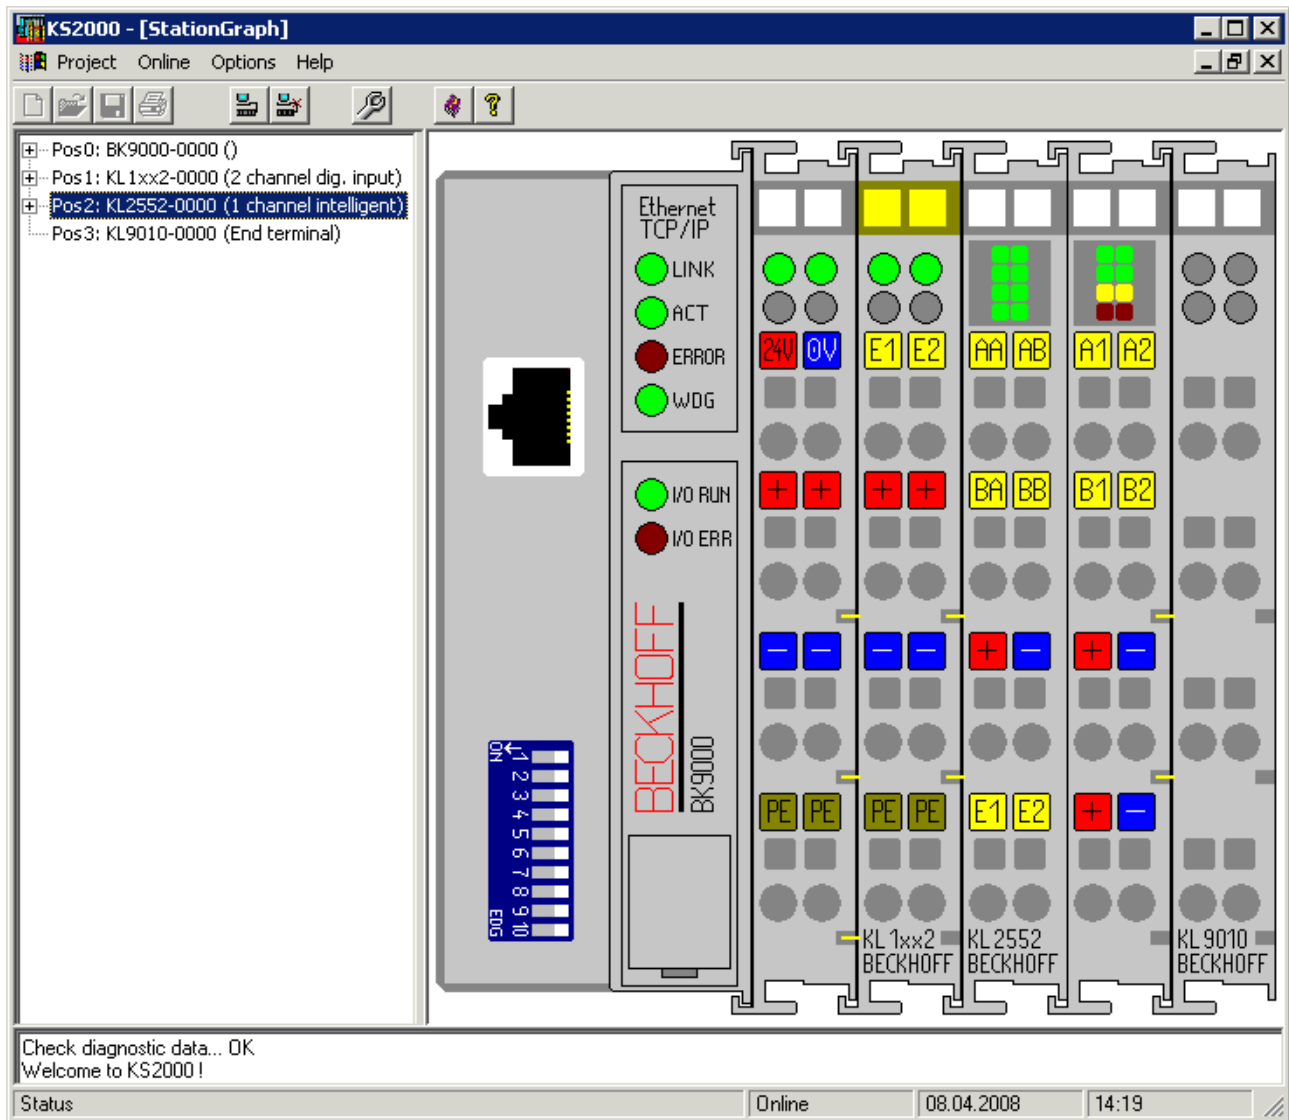 KS2000 - [StationGraph]
Project Online Options Help
Pos0: BK9000-0000 ()
Pos1: KL1xx2-0000 (2 channel dig. input)
Pos2: KL2552-0000 (1 channel intelligent)
Pos3: KL9010-0000 (End terminal)
Ethernet
TCP/IP
LINK
ACT
ERROR
WDG
I/O RUN
I/O ERR
BECKHOFF
BK9000
ON
1
2
3
4
5
6
7
8
9
10
EDG
24V 0V E1 E2 AA AB A1 A2
+ + + + BA BB B1 B2
− − − − + − + −
PE PE PE PE E1 E2 + −
KL1xx2
BECKHOFF
KL2552
BECKHOFF
KL9010
BECKHOFF
Check diagnostic data... OK
Welcome to KS2000 !
Status Online 08.04.2008 14:19